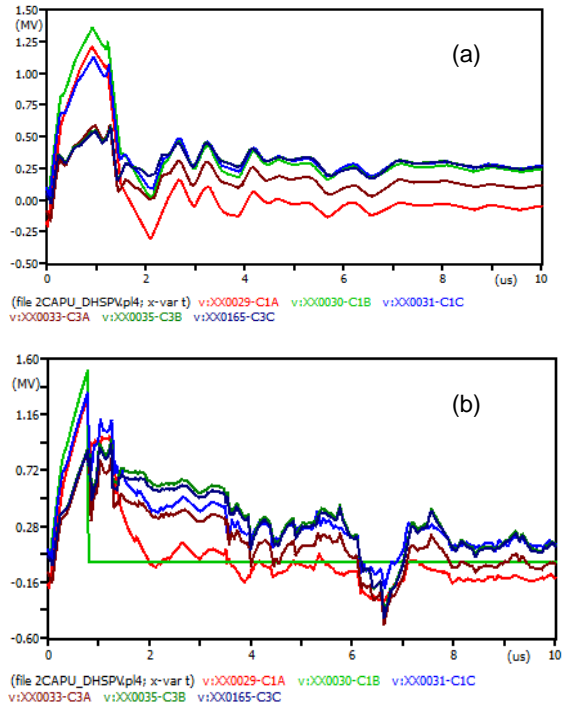 1.50
(MV)
1.25
1.00
0.75
0.50
0.25
0.00
-0.25
-0.50
0 2 4 6 8 (us) 10
(a)
(file 2CAPU_DHSPV.pl4; x-var t) v:XX0029-C1A v:XX0030-C1B v:XX0031-C1C
v:XX0033-C3A v:XX0035-C3B v:XX0165-C3C
1.60
(MV)
1.16
0.72
0.28
-0.16
-0.60
0 2 4 6 8 (us) 10
(b)
(file 2CAPU_DHSPV.pl4; x-var t) v:XX0029-C1A v:XX0030-C1B v:XX0031-C1C
v:XX0033-C3A v:XX0035-C3B v:XX0165-C3C